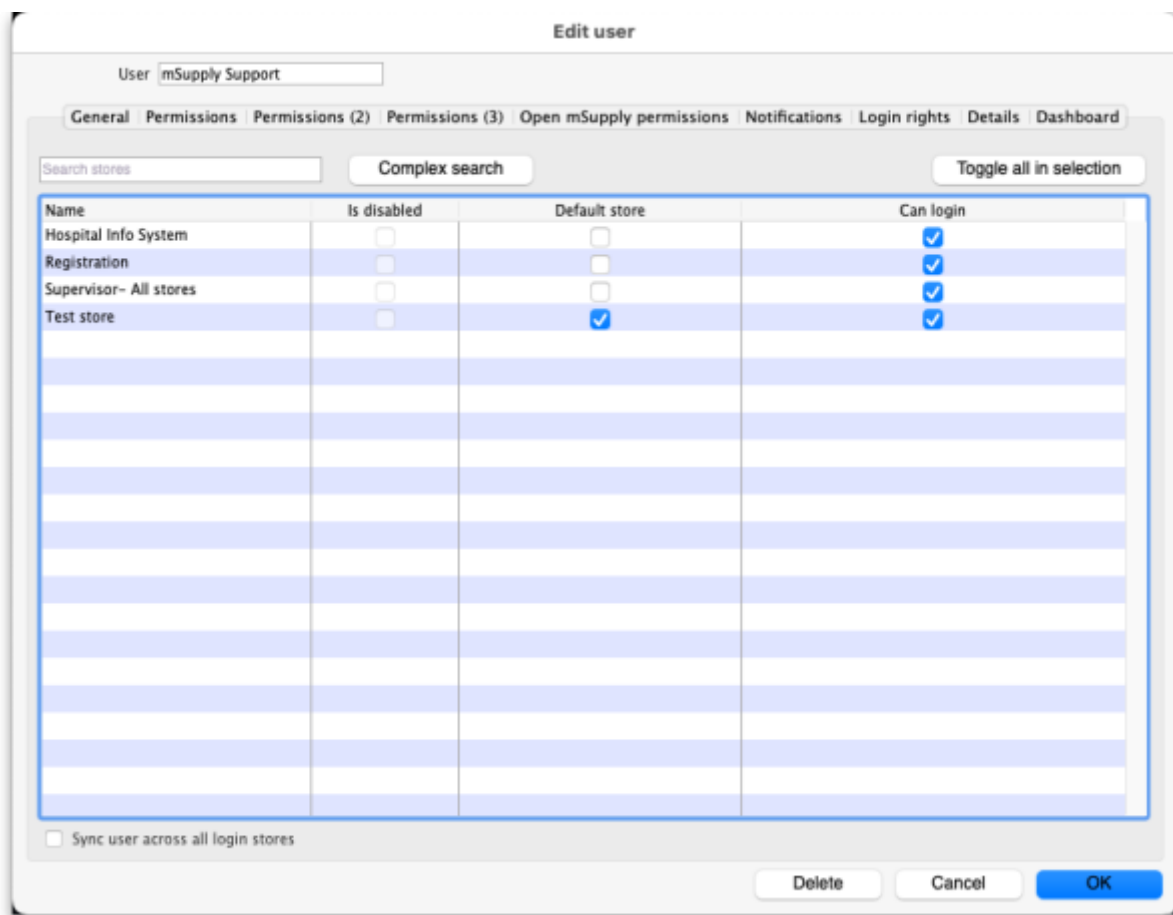 Edit user
User mSupply Support
General Permissions Permissions (2) Permissions (3) Open mSupply permissions Notifications Login rights Details Dashboard
Search stores Complex search Toggle all in selection
Name Is disabled Default store Can login
Hospital Info System
Registration
Supervisor- All stores
Test store
Sync user across all login stores
Delete Cancel OK